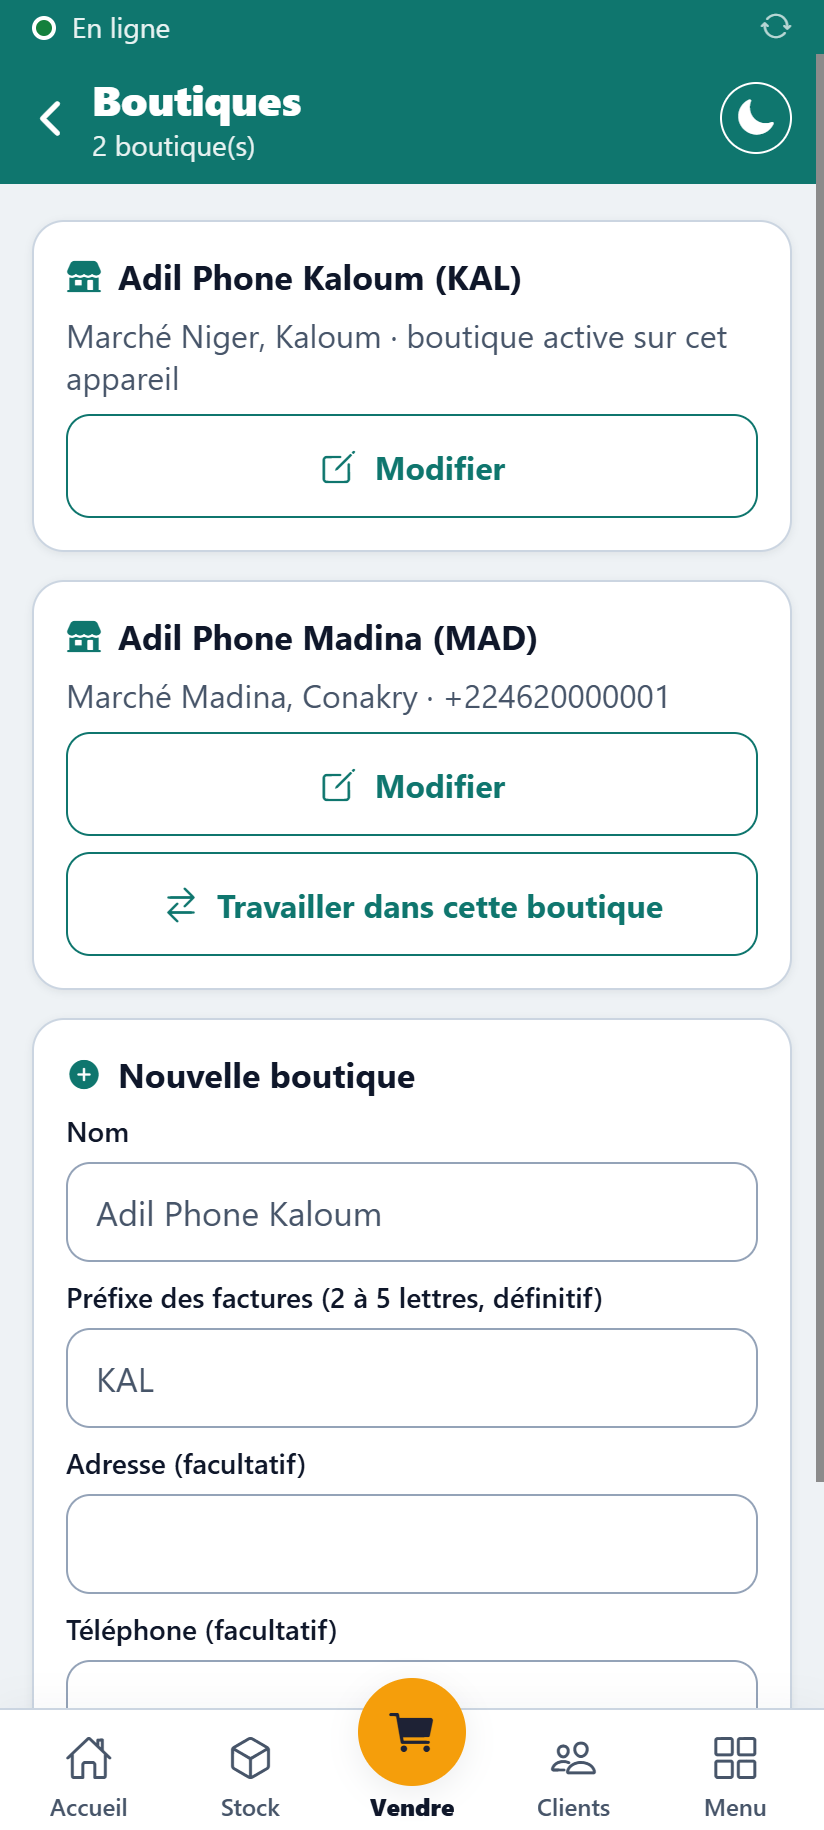 En ligne
Boutiques
2 boutique(s)
Adil Phone Kaloum (KAL)
Marché Niger, Kaloum · boutique active sur cet
appareil
Modifier
Adil Phone Madina (MAD)
Marché Madina, Conakry · +224620000001
Modifier
Travailler dans cette boutique
Nouvelle boutique
Nom
Adil Phone Kaloum
Préfixe des factures (2 à 5 lettres, définitif)
KAL
Adresse (facultatif)
Téléphone (facultatif)
Accueil
Stock
Vendre
Clients
Menu